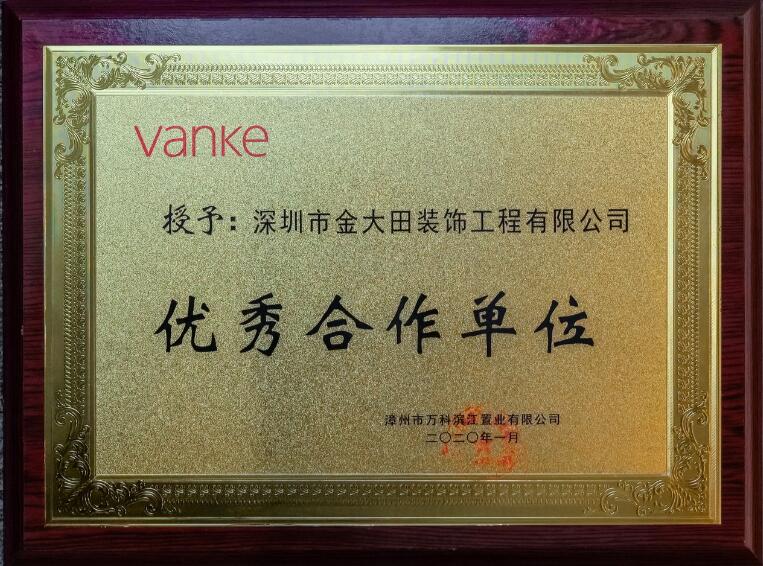 vanke
授予：深圳市金大田装饰工程有限公司
优秀合作单位
漳州市万科滨江置业有限公司
二〇二〇年一月